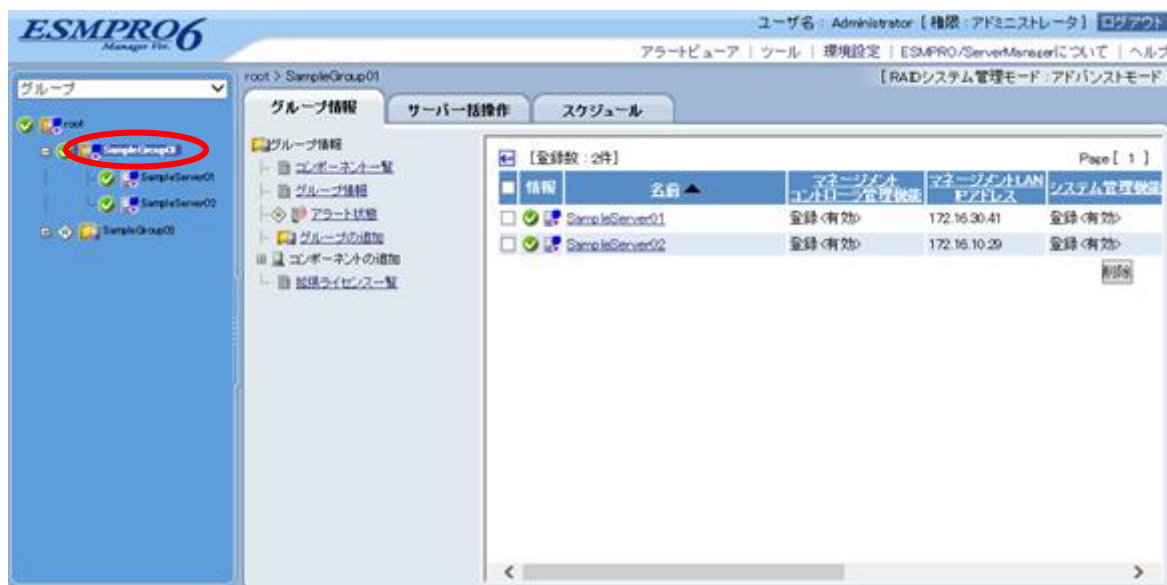 ESMPRO6
Manager Ver.
ユーザ名 : Administrator [ 権限 : アドミニストレータ ] ログアウト
アラートビューア | ツール | 環境設定 | ESMPRO/ServerManagerについて | ヘルプ
グループ
root > SampleGroup01
[ RAIDシステム管理モード : アドバンストモード
グループ情報
サーバー括操作
スケジュール
root
SampleGroup01
SampleServer01
SampleServer02
グループ情報
コンポーネント一覧
グループ情報
アラート状態
グループの追加
コンポーネントの追加
拡張ライセンス一覧
[登録数 : 2件]
Page [ 1 ]
情報
名前
マネージメント
コントローラ管理機能
マネージメントLAN
IPアドレス
システム管理機能
SampleServer01 登録<有効> 172.16.30.41 登録<有効>
SampleServer02 登録<有効> 172.16.10.29 登録<有効>
削除